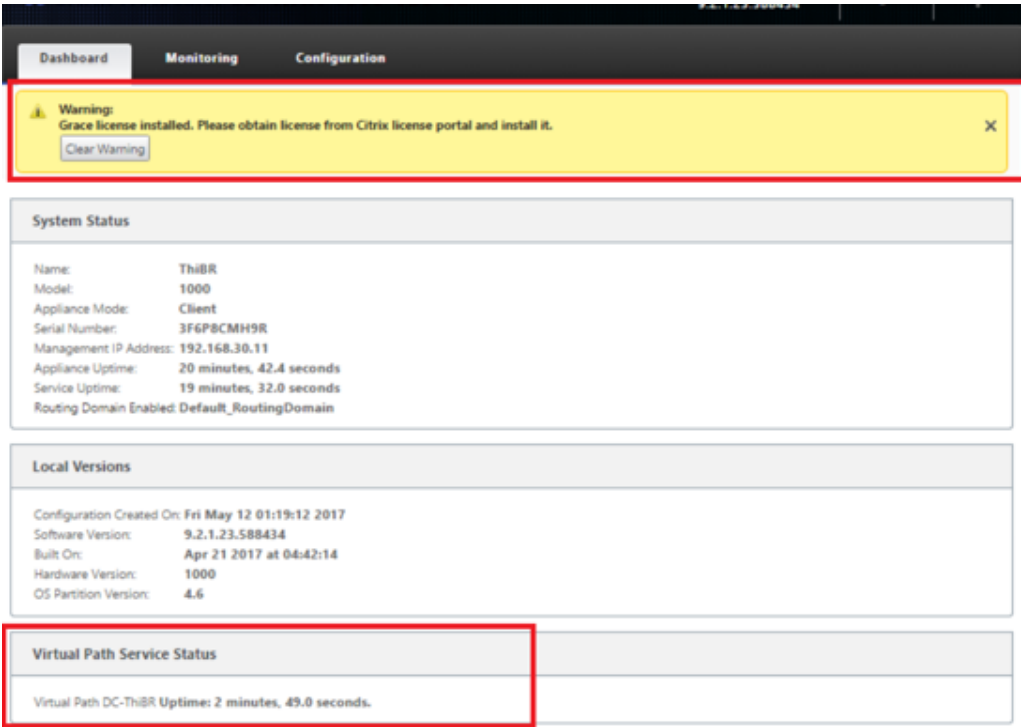 9.2.1.23.588434
Dashboard Monitoring Configuration
Warning:
Grace license installed. Please obtain license from Citrix license portal and install it.
Clear Warning
System Status
Name: ThiBR
Model: 1000
Appliance Mode: Client
Serial Number: 3F6P8CMH9R
Management IP Address: 192.168.30.11
Appliance Uptime: 20 minutes, 42.4 seconds
Service Uptime: 19 minutes, 32.0 seconds
Routing Domain Enabled: Default_RoutingDomain
Local Versions
Configuration Created On: Fri May 12 01:19:12 2017
Software Version: 9.2.1.23.588434
Built On: Apr 21 2017 at 04:42:14
Hardware Version: 1000
OS Partition Version: 4.6
Virtual Path Service Status
Virtual Path DC-ThiBR Uptime: 2 minutes, 49.0 seconds.